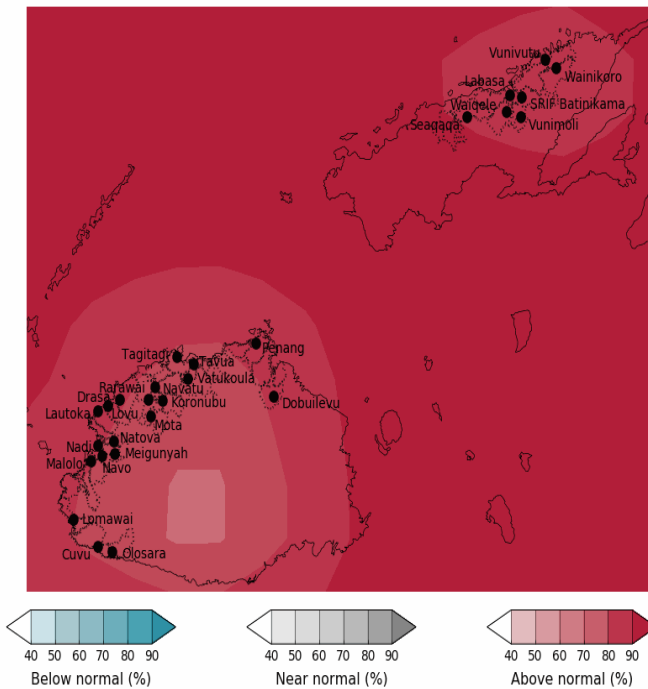 Vunivutu
Wainikoro
Labasa
SRIF Batinikama
Waiqele
Seaqaqa
Vunimoli
Penang
Tagitagi
Tavua
Vatukoula
Rarawai
Navatu
Drasa
Koronubu
Dobuilevu
Lautoka
Lovu
Mota
Natova
Nadi
Meigunyah
Malolo
Navo
Lomawai
Cuvu
Olosara
40 50 60 70 80 90
Below normal (%)
40 50 60 70 80 90
Near normal (%)
40 50 60 70 80 90
Above normal (%)